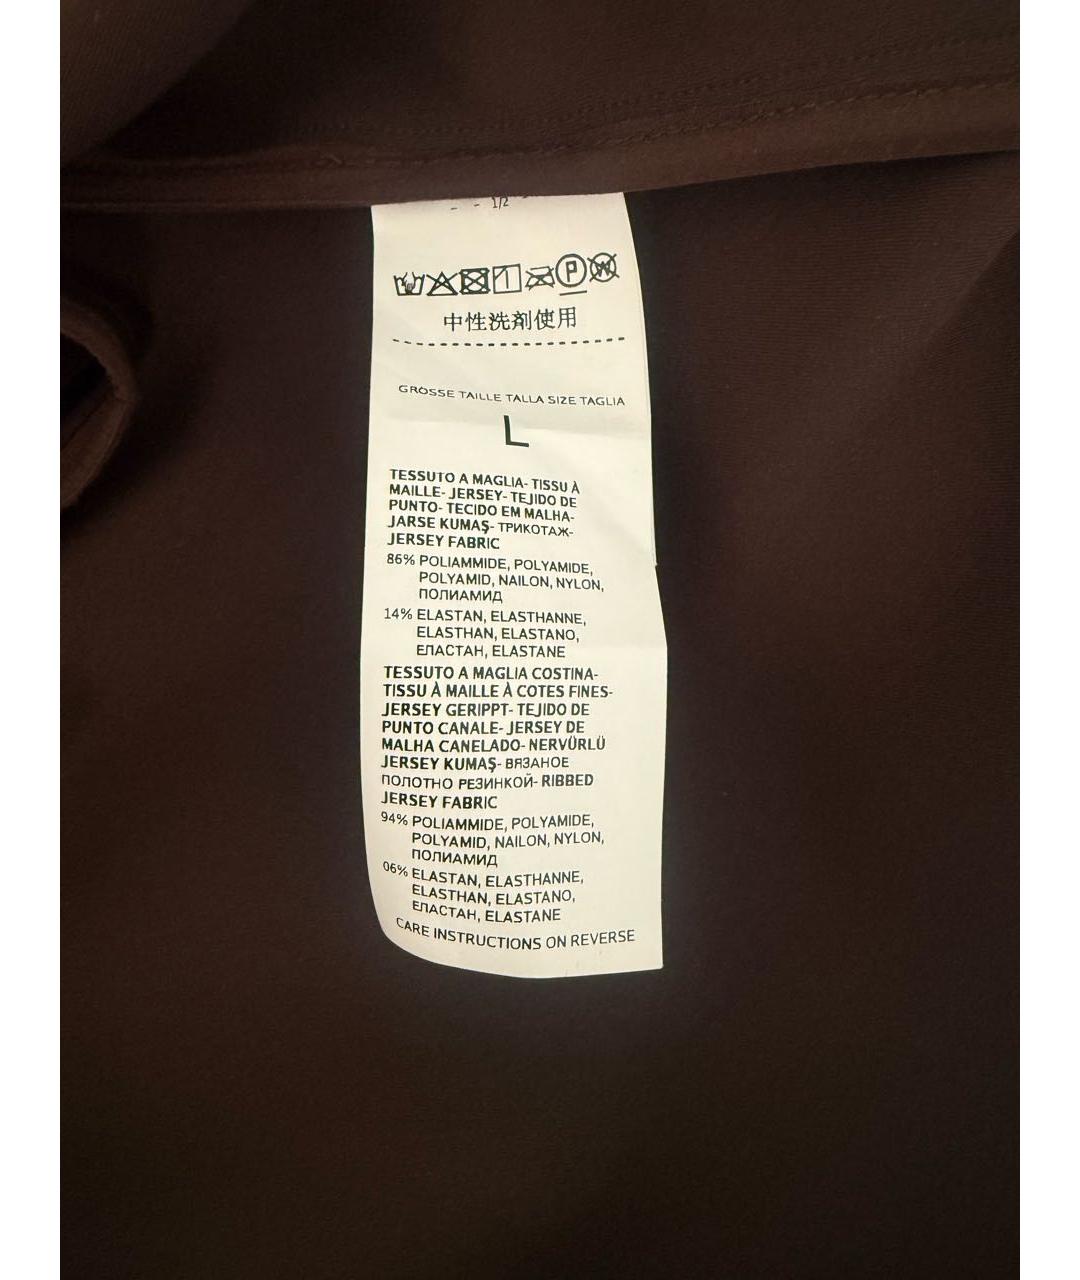 1/2
P W
中性洗剤使用
GRÖSSE TAILLE TALLA SIZE TAGLIA
L
TESSUTO A MAGLIA- TISSU À
MAILLE- JERSEY- TEJIDO DE
PUNTO- TECIDO EM MALHA-
JARSE KUMAŞ- ТРИКОТАЖ-
JERSEY FABRIC
86% POLIAMMIDE, POLYAMIDE,
POLYAMID, NAILON, NYLON,
ПОЛИАМИД
14% ELASTAN, ELASTHANNE,
ELASTHAN, ELASTANO,
ЕЛАСТАН, ELASTANE
TESSUTO A MAGLIA COSTINA-
TISSU À MAILLE À COTES FINES-
JERSEY GERIPPT- TEJIDO DE
PUNTO CANALE- JERSEY DE
MALHA CANELADO- NERVÜRLÜ
JERSEY KUMAŞ- ВЯЗАНОЕ
ПОЛОТНО РЕЗИНКОЙ- RIBBED
JERSEY FABRIC
94% POLIAMMIDE, POLYAMIDE,
POLYAMID, NAILON, NYLON,
ПОЛИАМИД
06% ELASTAN, ELASTHANNE,
ELASTHAN, ELASTANO,
ЕЛАСТАН, ELASTANE
CARE INSTRUCTIONS ON REVERSE